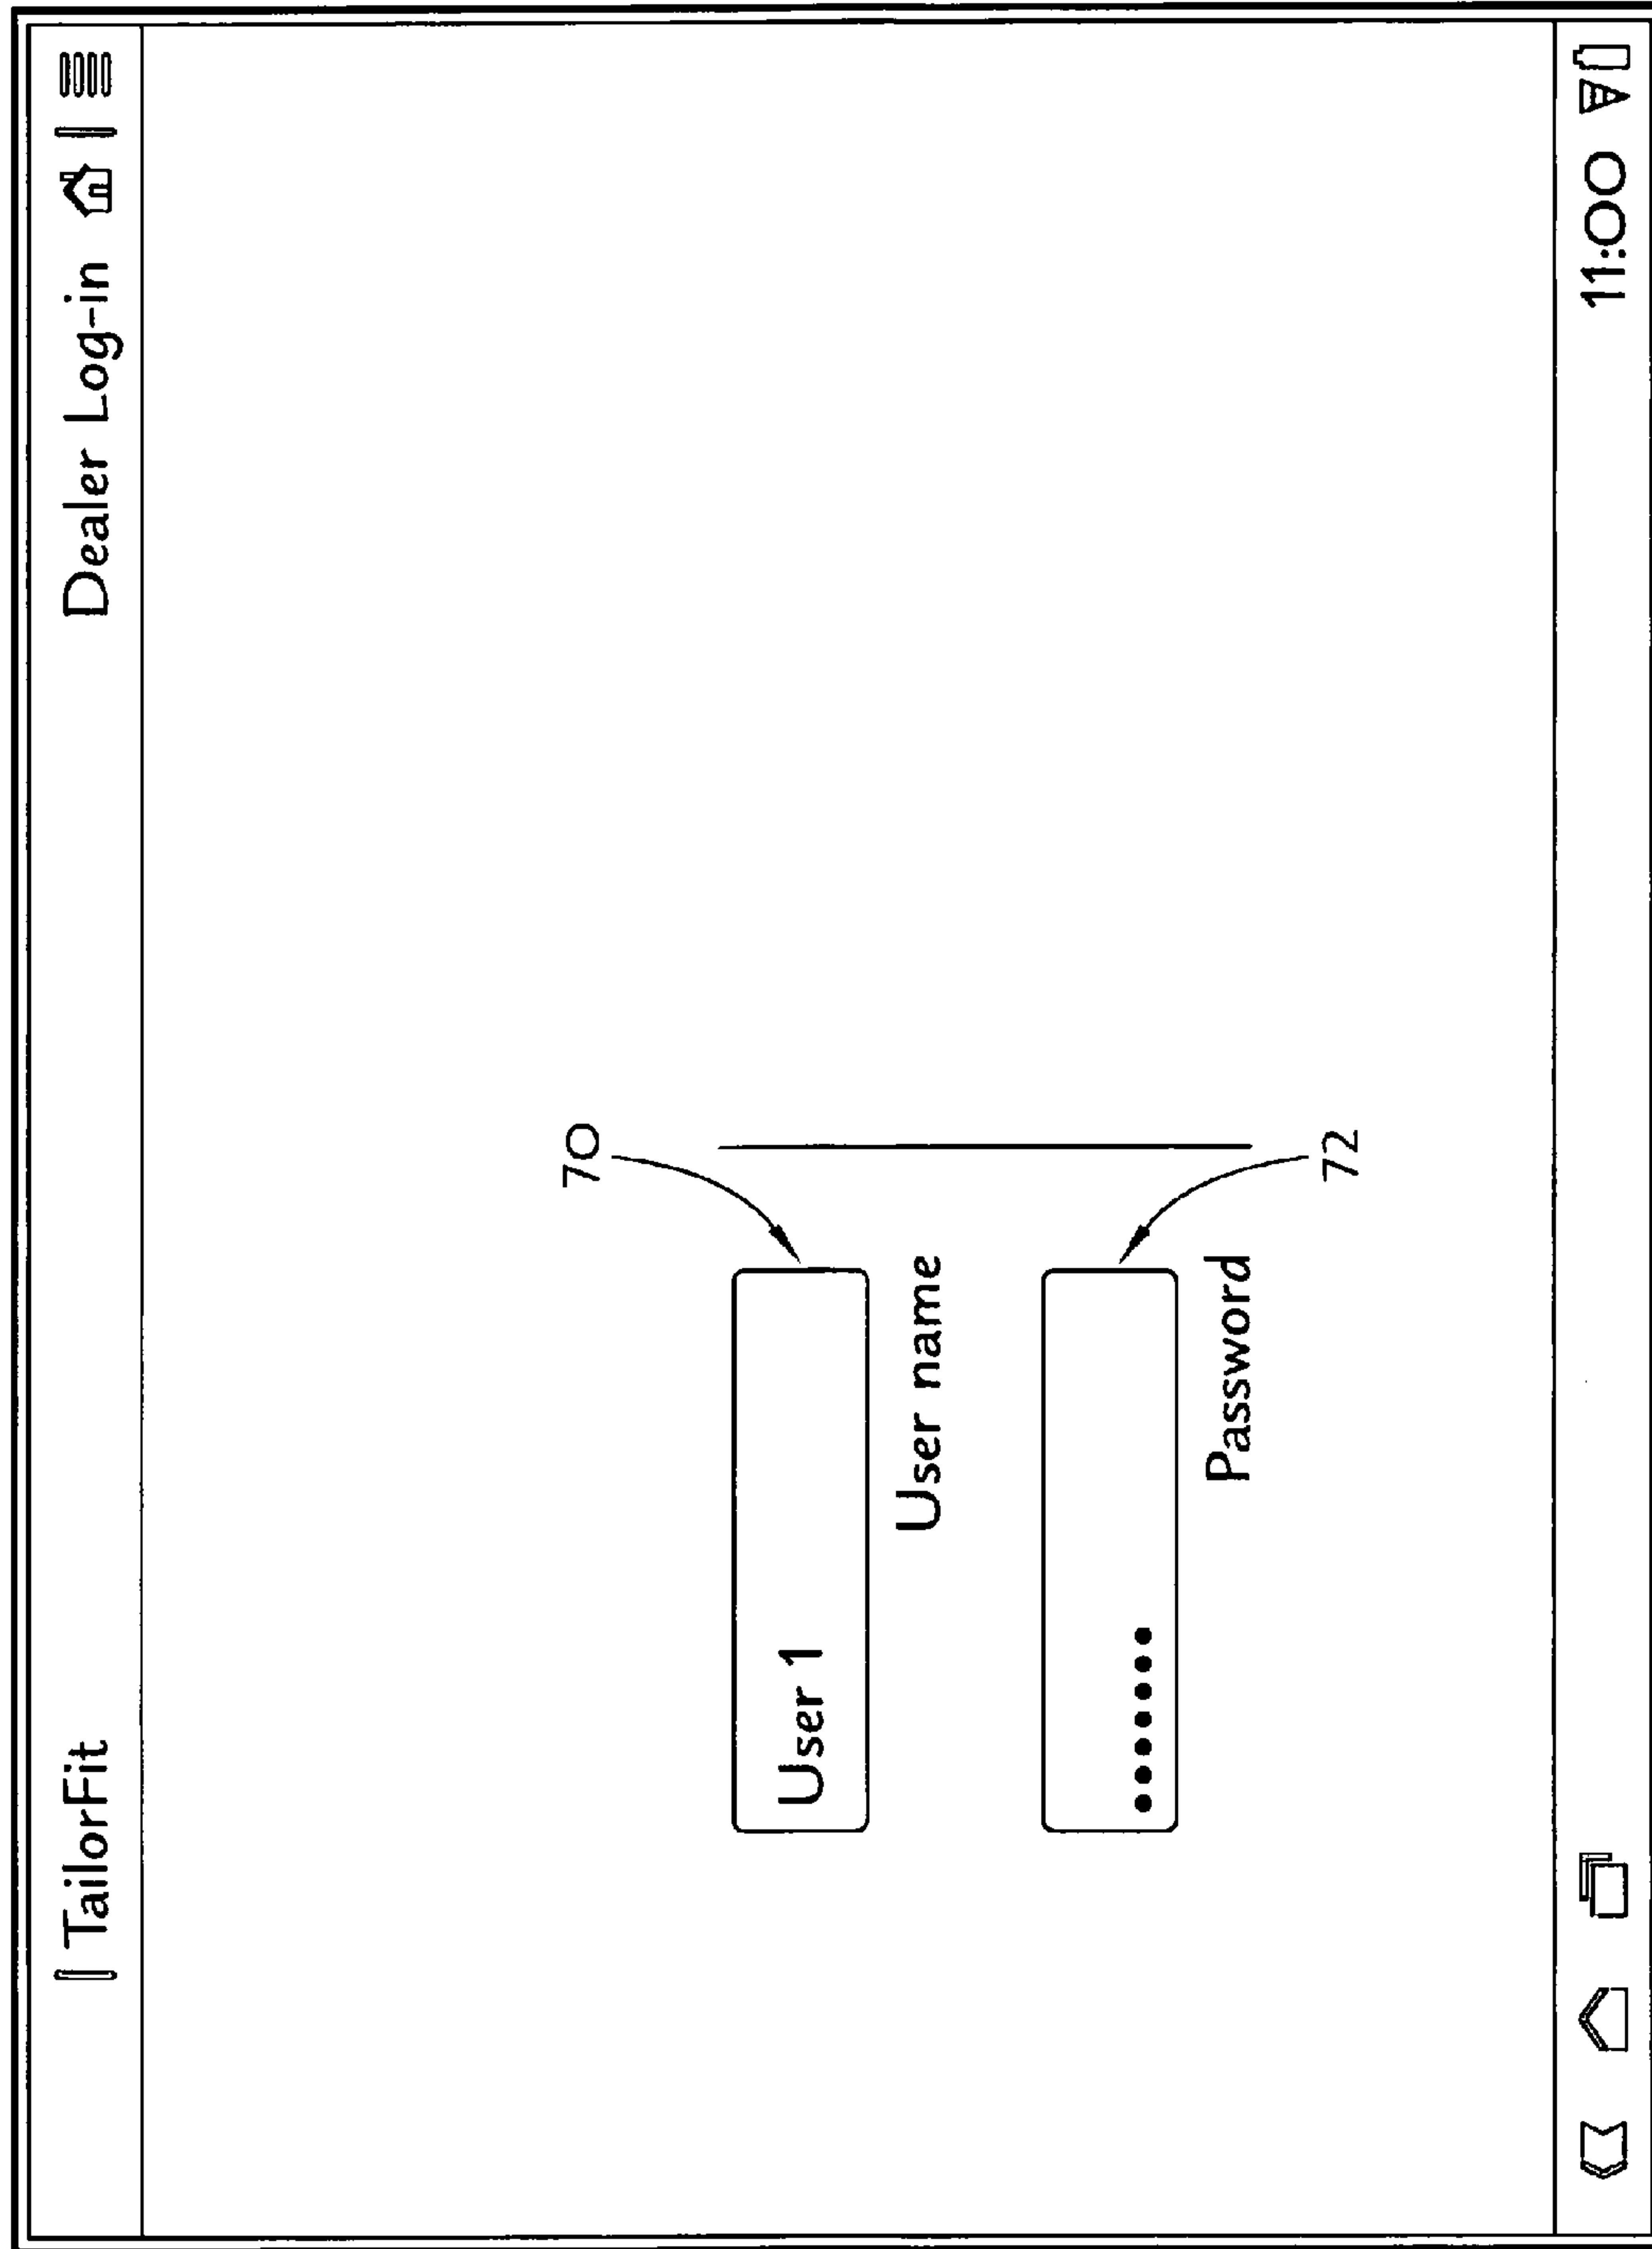 TailorFit
Dealer Log-in
70
User 1
User name
•••••••
Password
72
11:00